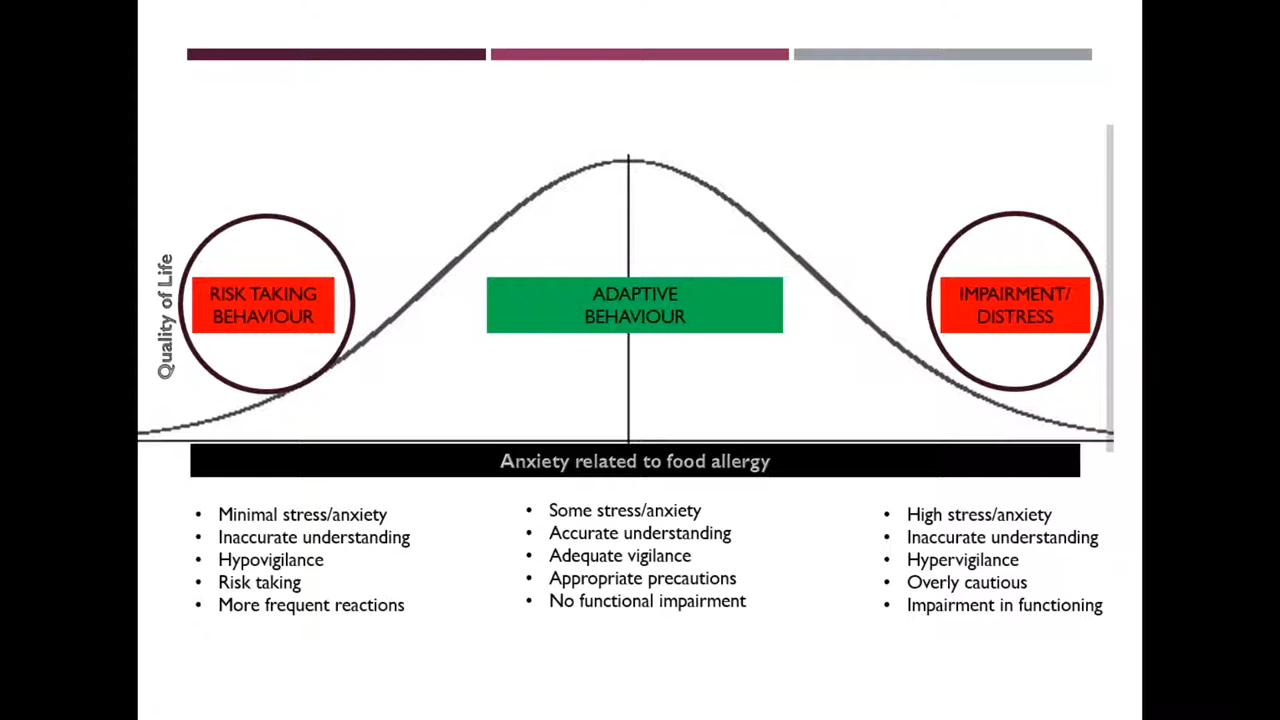 Quality of Life
RISK TAKING
BEHAVIOUR
ADAPTIVE
BEHAVIOUR
IMPAIRMENT/
DISTRESS
Anxiety related to food allergy
• Minimal stress/anxiety
• Inaccurate understanding
• Hypovigilance
• Risk taking
• More frequent reactions
• Some stress/anxiety
• Accurate understanding
• Adequate vigilance
• Appropriate precautions
• No functional impairment
• High stress/anxiety
• Inaccurate understanding
• Hypervigilance
• Overly cautious
• Impairment in functioning